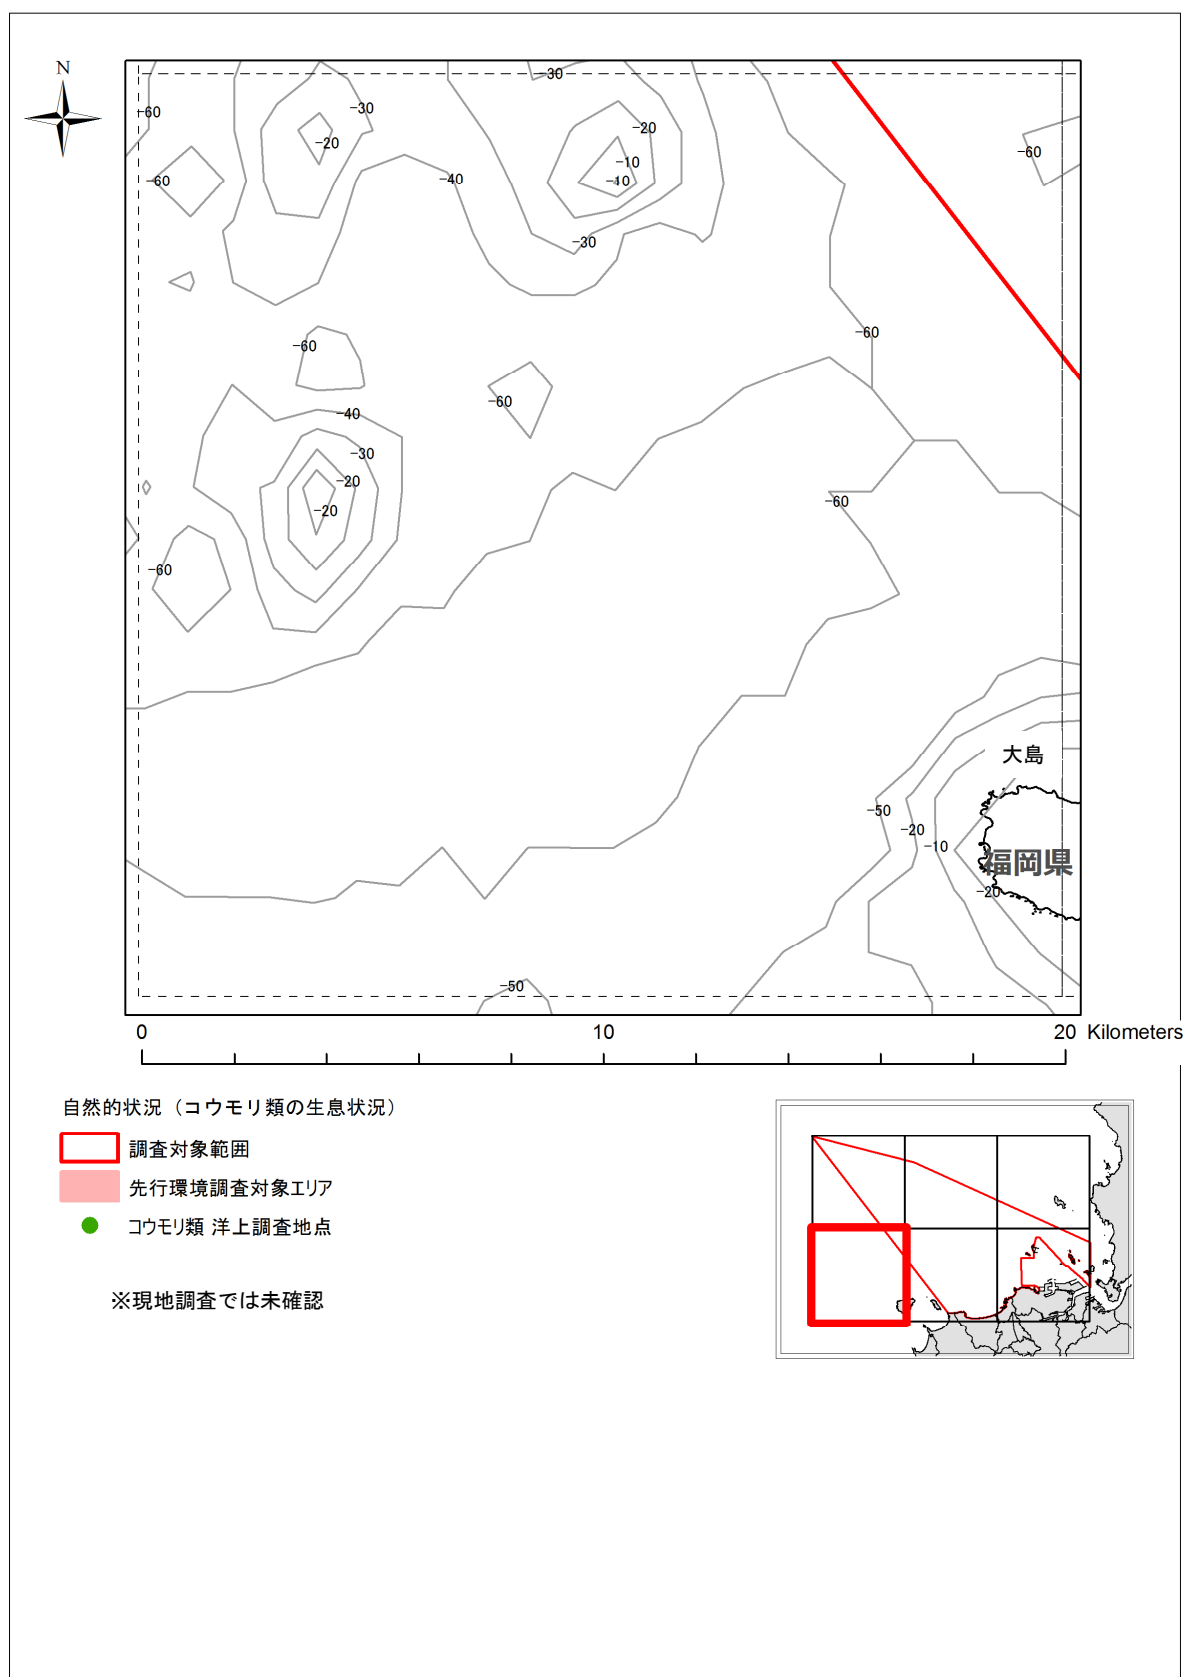 N
-30
-60
-30
-20
-20
-60
-10
-60
-40
-10
-30
-60
-60
-60
-40
-30
-20
-60
-20
-60
大島
-50
-20
-10
福岡県
-20
-50
0 10 20 Kilometers
自然的状況（コウモリ類の生息状況）
調査対象範囲
先行環境調査対象エリア
コウモリ類 洋上調査地点
※現地調査では未確認